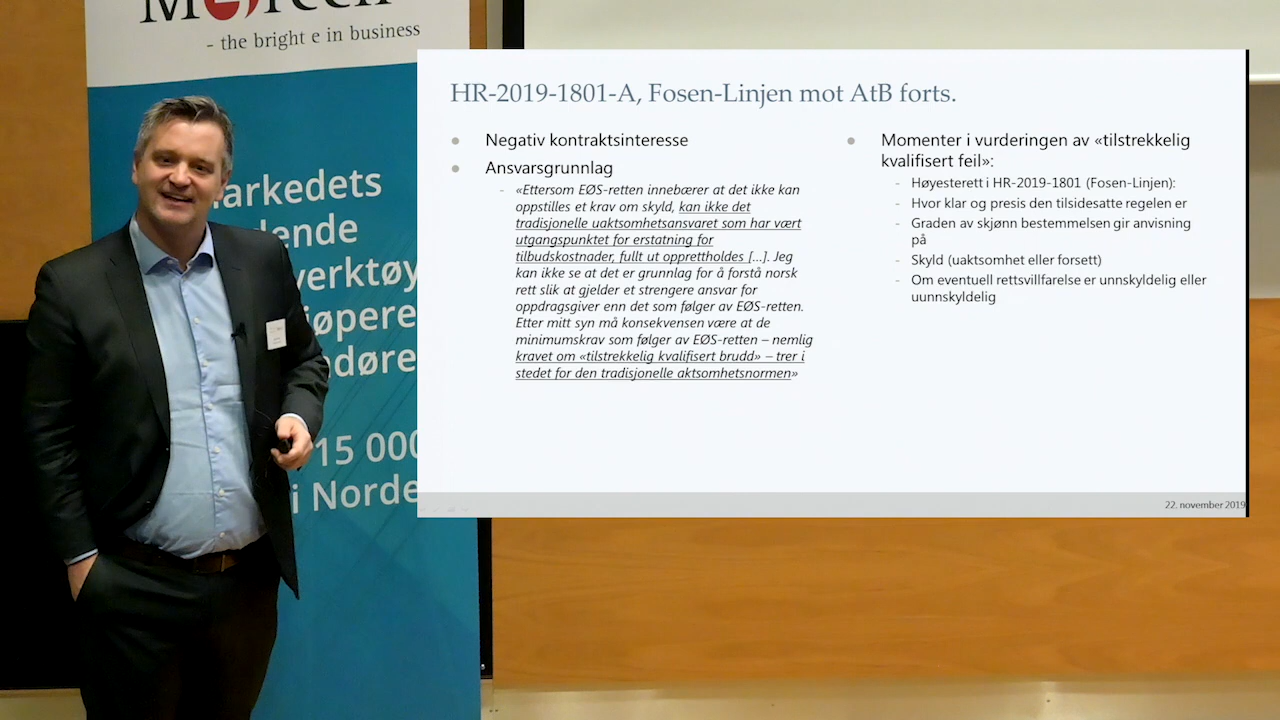 - the bright e in business
arkedets
lende
verktøy
jøpere
ndøre
15 000
i Norde
HR-2019-1801-A, Fosen-Linjen mot AtB forts.
Negativ kontraktsinteresse
Ansvarsgrunnlag
- «Ettersom EØS-retten innebærer at det ikke kan
oppstilles et krav om skyld, kan ikke det
tradisjonelle uaktsomhetsansvaret som har vært
utgangspunktet for erstatning for
tilbudskostnader, fullt ut opprettholdes [...]. Jeg
kan ikke se at det er grunnlag for å forstå norsk
rett slik at gjelder et strengere ansvar for
oppdragsgiver enn det som følger av EØS-retten.
Etter mitt syn må konsekvensen være at de
minimumskrav som følger av EØS-retten – nemlig
kravet om «tilstrekkelig kvalifisert brudd» – trer i
stedet for den tradisjonelle aktsomhetsnormen»
Momenter i vurderingen av «tilstrekkelig
kvalifisert feil»:
- Høyesterett i HR-2019-1801 (Fosen-Linjen):
- Hvor klar og presis den tilsidesatte regelen er
- Graden av skjønn bestemmelsen gir anvisning
på
- Skyld (uaktsomhet eller forsett)
- Om eventuell rettsvillfarelse er unnskyldelig eller
uunnskyldelig
22. november 2019